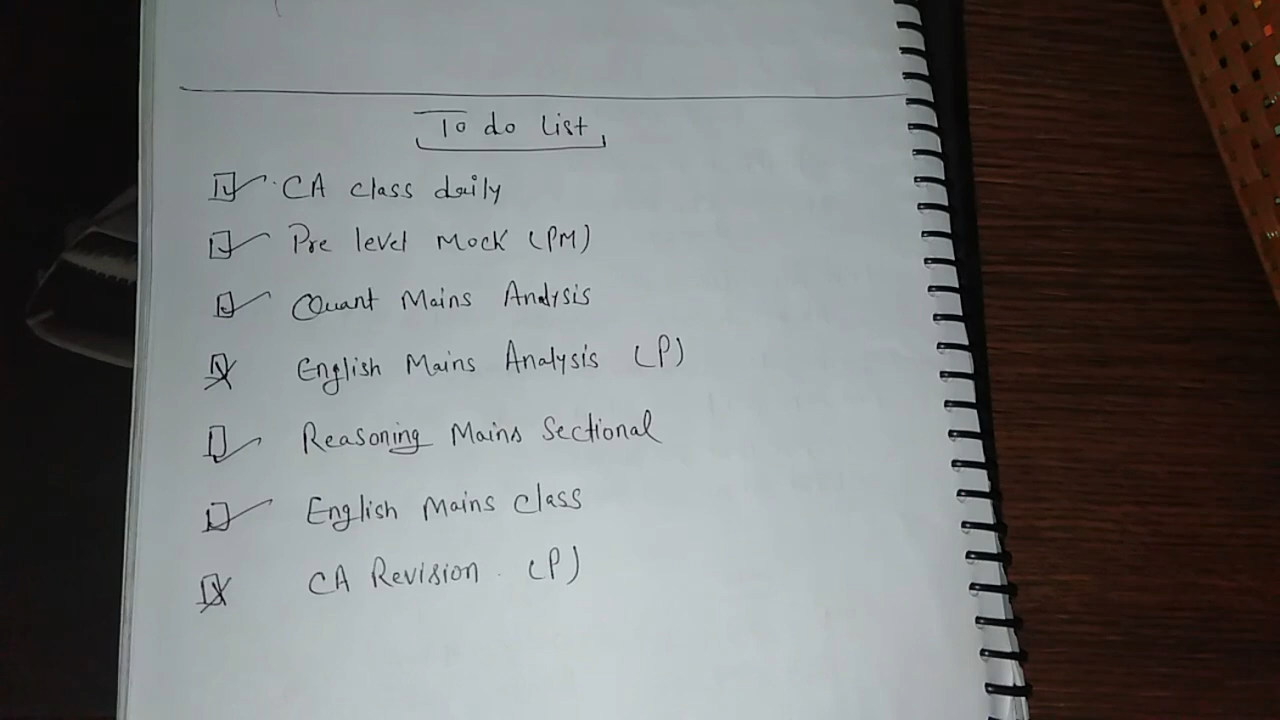 To do list
CA class daily
Pre level Mock (PM)
Quant Mains Analysis
English Mains Analysis (P)
Reasoning Mains Sectional
English Mains class
CA Revision (P)